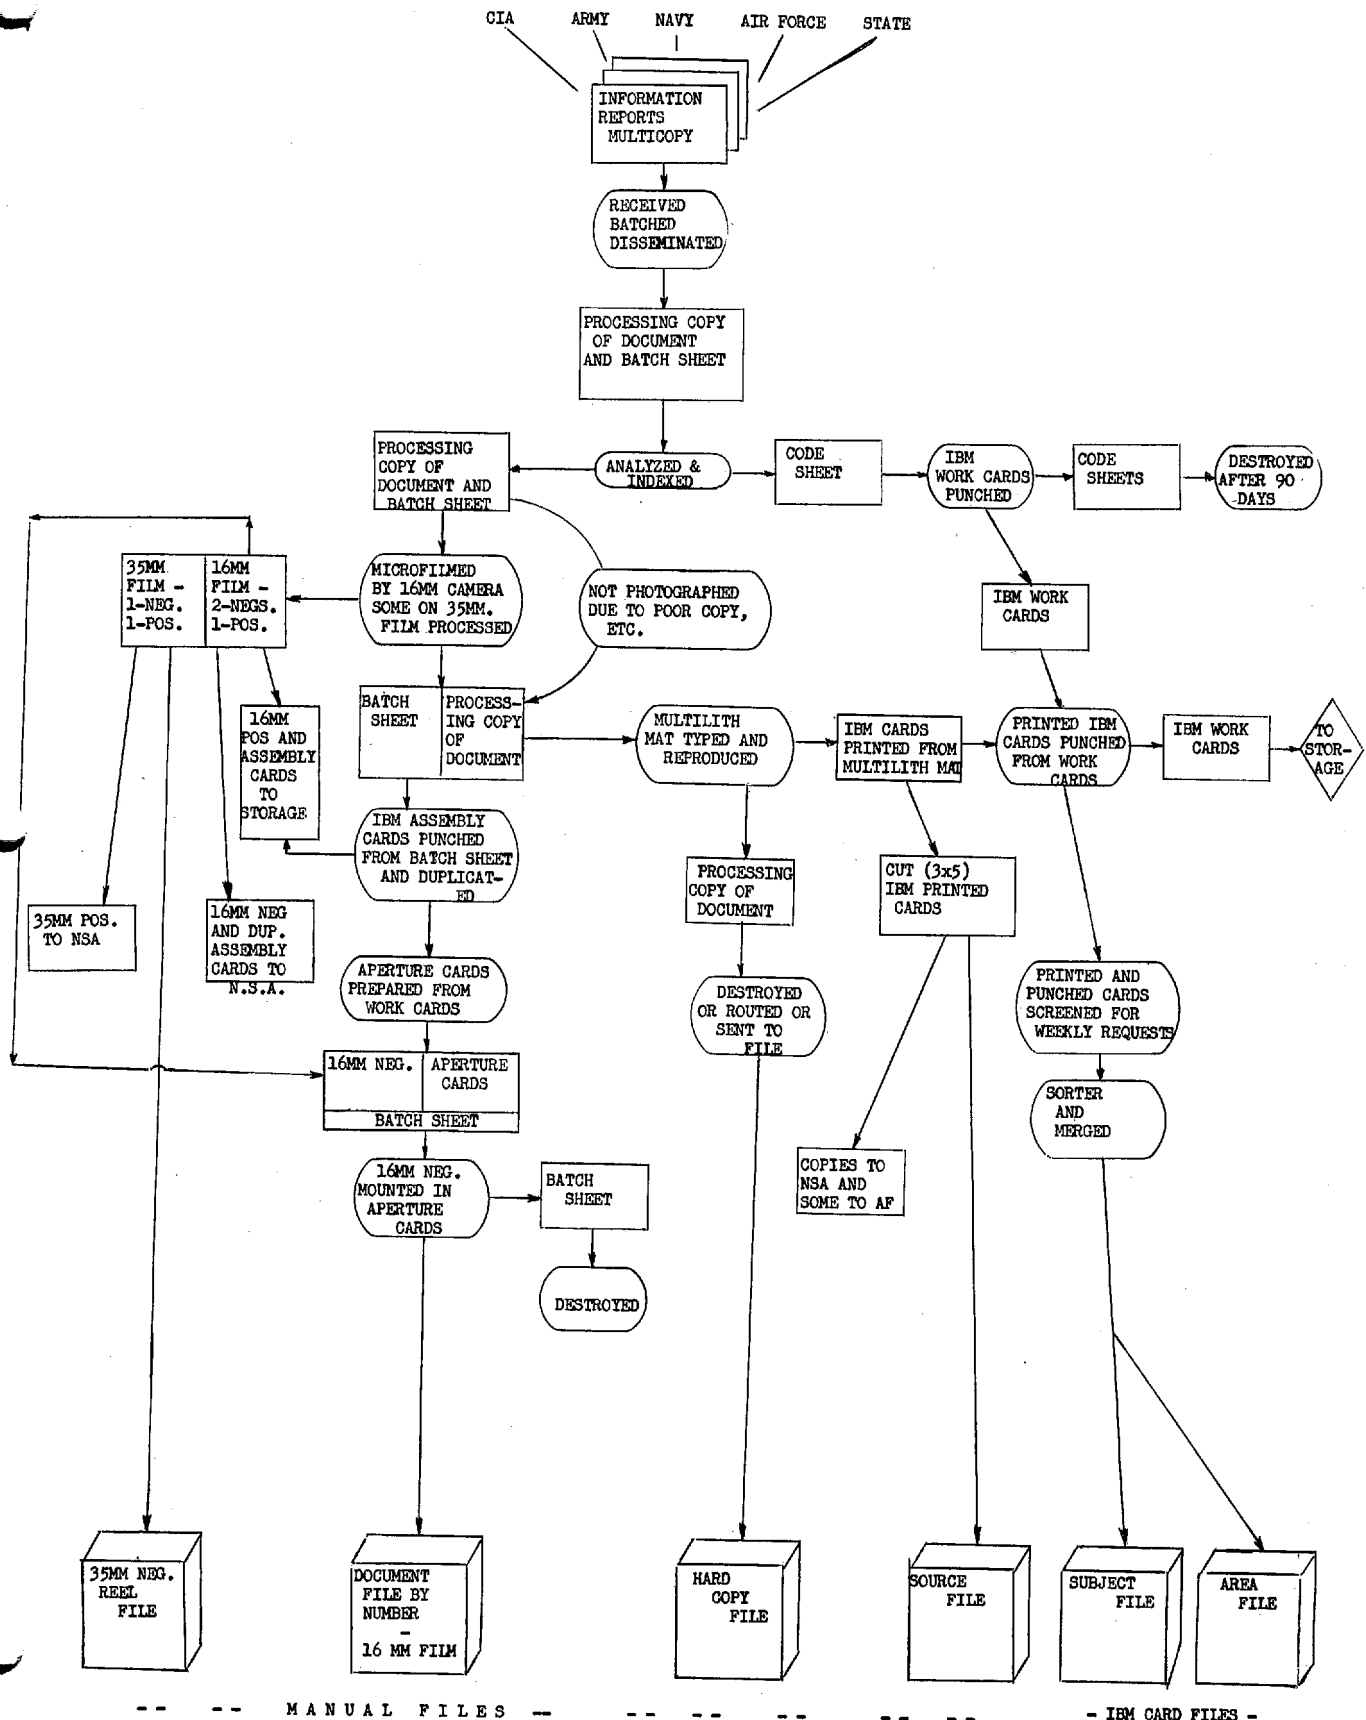 CIA ARMY NAVY AIR FORCE STATE
INFORMATION
REPORTS
MULTICOPY
RECEIVED
BATCHED
DISSEMINATED
PROCESSING COPY
OF DOCUMENT
AND BATCH SHEET
PROCESSING
COPY OF
DOCUMENT AND
BATCH SHEET
ANALYZED &
INDEXED
CODE
SHEET
IBM
WORK CARDS
PUNCHED
CODE
SHEETS
DESTROYED
AFTER 90
DAYS
35MM
FILM -
1-NEG.
1-POS.
16MM
FILM -
2-NEGS.
1-POS.
MICROFILMED
BY 16MM CAMERA
SOME ON 35MM.
FILM PROCESSED
NOT PHOTOGRAPHED
DUE TO POOR COPY,
ETC.
IBM WORK
CARDS
16MM
POS AND
ASSEMBLY
CARDS
TO
STORAGE
BATCH
SHEET
PROCESS-
ING COPY
OF
DOCUMENT
MULTILITH
MAT TYPED AND
REPRODUCED
IBM CARDS
PRINTED FROM
MULTILITH MAT
PRINTED IBM
CARDS PUNCHED
FROM WORK
CARDS
IBM WORK
CARDS
TO
STOR-
AGE
IBM ASSEMBLY
CARDS PUNCHED
FROM BATCH SHEET
AND DUPLICAT-
ED
PROCESSING
COPY OF
DOCUMENT
CUT (3x5)
IBM PRINTED
CARDS
35MM POS.
TO NSA
16MM NEG
AND DUP.
ASSEMBLY
CARDS TO
N.S.A.
APERTURE CARDS
PREPARED FROM
WORK CARDS
DESTROYED
OR ROUTED OR
SENT TO
FILE
PRINTED AND
PUNCHED CARDS
SCREENED FOR
WEEKLY REQUESTS
16MM NEG.
APERTURE
CARDS
BATCH SHEET
SORTER
AND
MERGED
16MM NEG.
MOUNTED IN
APERTURE
CARDS
BATCH
SHEET
COPIES TO
NSA AND
SOME TO AF
DESTROYED
35MM NEG.
REEL
FILE
DOCUMENT
FILE BY
NUMBER
-
16 MM FILM
HARD
COPY
FILE
SOURCE
FILE
SUBJECT
FILE
AREA
FILE
-- -- MANUAL FILES -- -- -- -- -- -- - IBM CARD FILES -